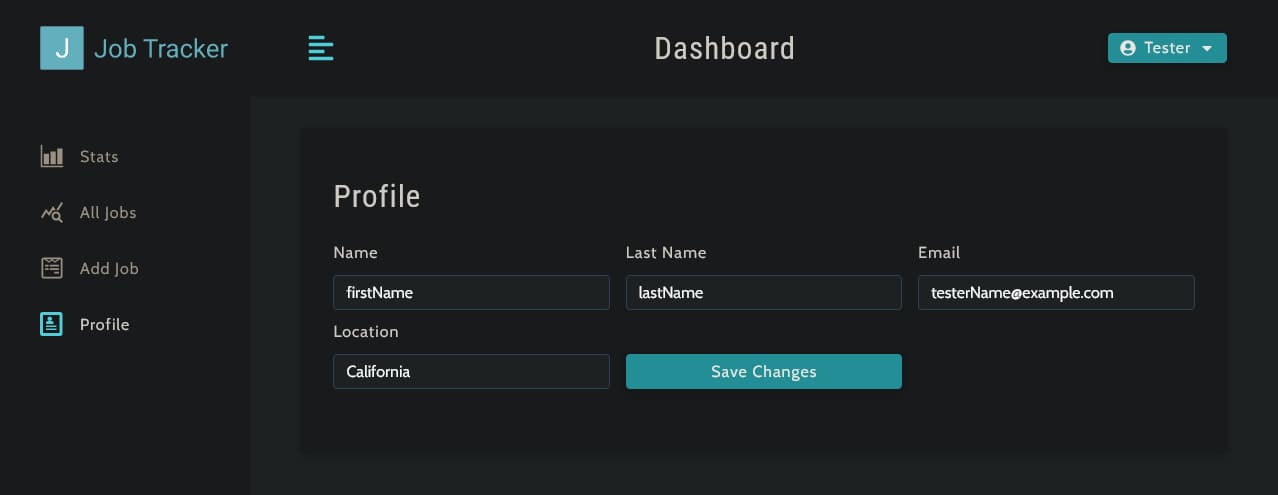 J Job Tracker
Dashboard
Tester
Stats
All Jobs
Add Job
Profile
Profile
Name
Last Name
Email
firstName
lastName
testerName@example.com
Location
California
Save Changes